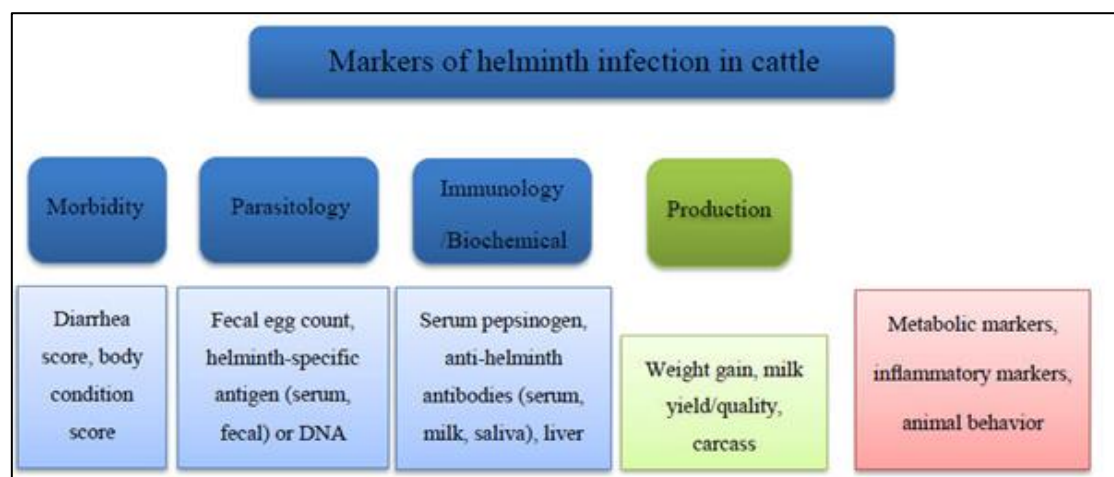 Markers of helminth infection in cattle
Morbidity
Parasitology
Immunology
/Biochemical
Production
Diarrhea
score, body
condition
score
Fecal egg count,
helminth-specific
antigen (serum,
fecal) or DNA
Serum pepsinogen,
anti-helminth
antibodies (serum,
milk, saliva), liver
Weight gain, milk
yield/quality,
carcass
Metabolic markers,
inflammatory markers,
animal behavior